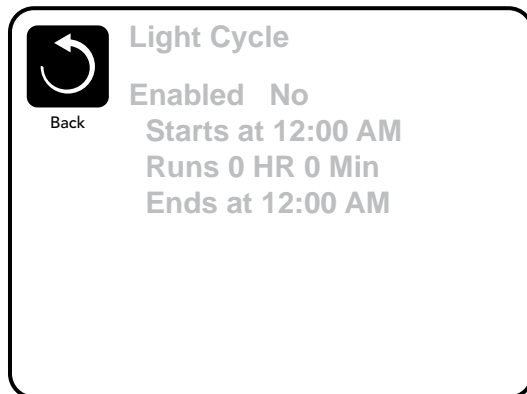 Light Cycle
Enabled No
Back
Starts at 12:00 AM
Runs 0 HR 0 Min
Ends at 12:00 AM